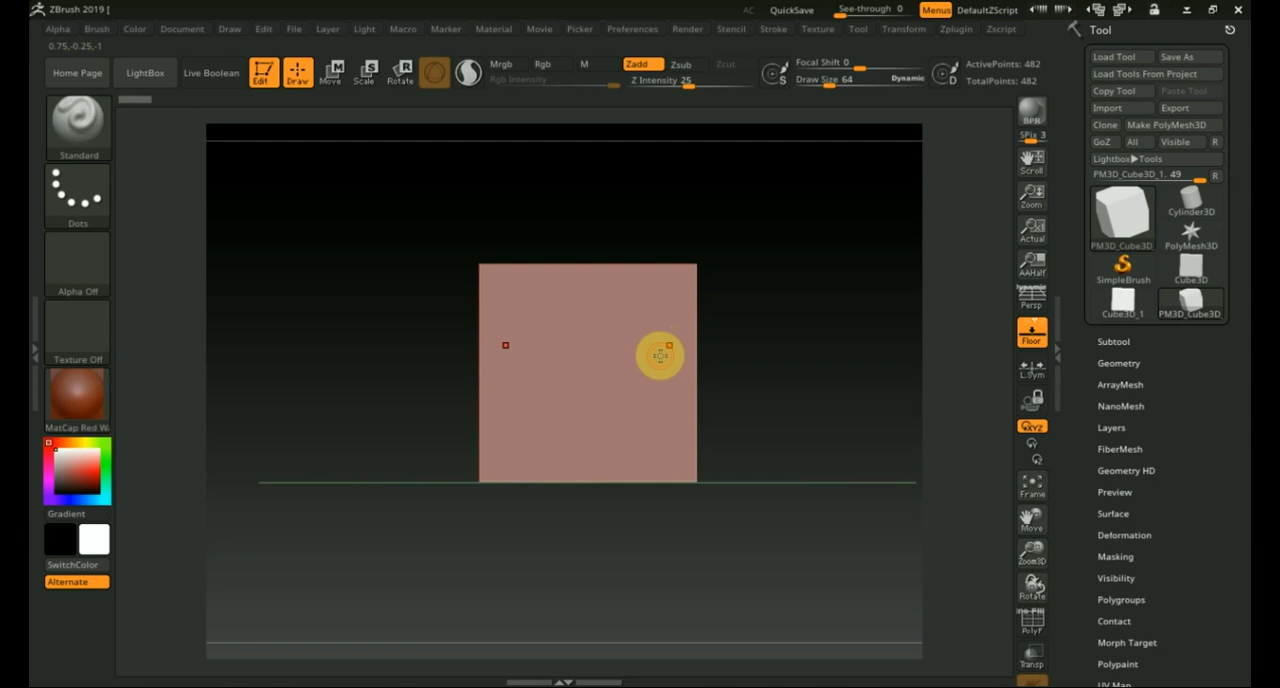 ZBrush 2019 [
AC QuickSave See-through 0 Menus DefaultZScript
Alpha Brush Color Document Draw Edit File Layer Light Macro Marker Material Movie Picker Preferences Render Stencil Stroke Texture Tool Transform Zplugin Zscript
0.75,-0.25,-1
Home Page LightBox Live Boolean Edit Draw Move Scale Rotate
Mrgb Rgb M Zadd Zsub Zcut
Rgb Intensity Z Intensity 25
Focal Shift 0
Draw Size 64 Dynamic
ActivePoints: 482
TotalPoints: 482
S
D
Standard
Dots
Alpha Off
Texture Off
MatCap Red Wa
Gradient
SwitchColor
Alternate
BPR
SPix 3
Scroll
Zoom
Actual
AAHalf
Dynamic
Persp
Floor
L.Sym
XYZ
Y
Z
Frame
Move
Zoom3D
Rotate
Line Fill
PolyF
Transp
Tool
Load Tool Save As
Load Tools From Project
Copy Tool Paste Tool
Import Export
Clone Make PolyMesh3D
GoZ All Visible R
Lightbox▶Tools
PM3D_Cube3D_1. 49 R
PM3D_Cube3D_ Cylinder3D
PolyMesh3D
SimpleBrush Cube3D
Cube3D_1 PM3D_Cube3D_
Subtool
Geometry
ArrayMesh
NanoMesh
Layers
FiberMesh
Geometry HD
Preview
Surface
Deformation
Masking
Visibility
Polygroups
Contact
Morph Target
Polypaint
UV Map